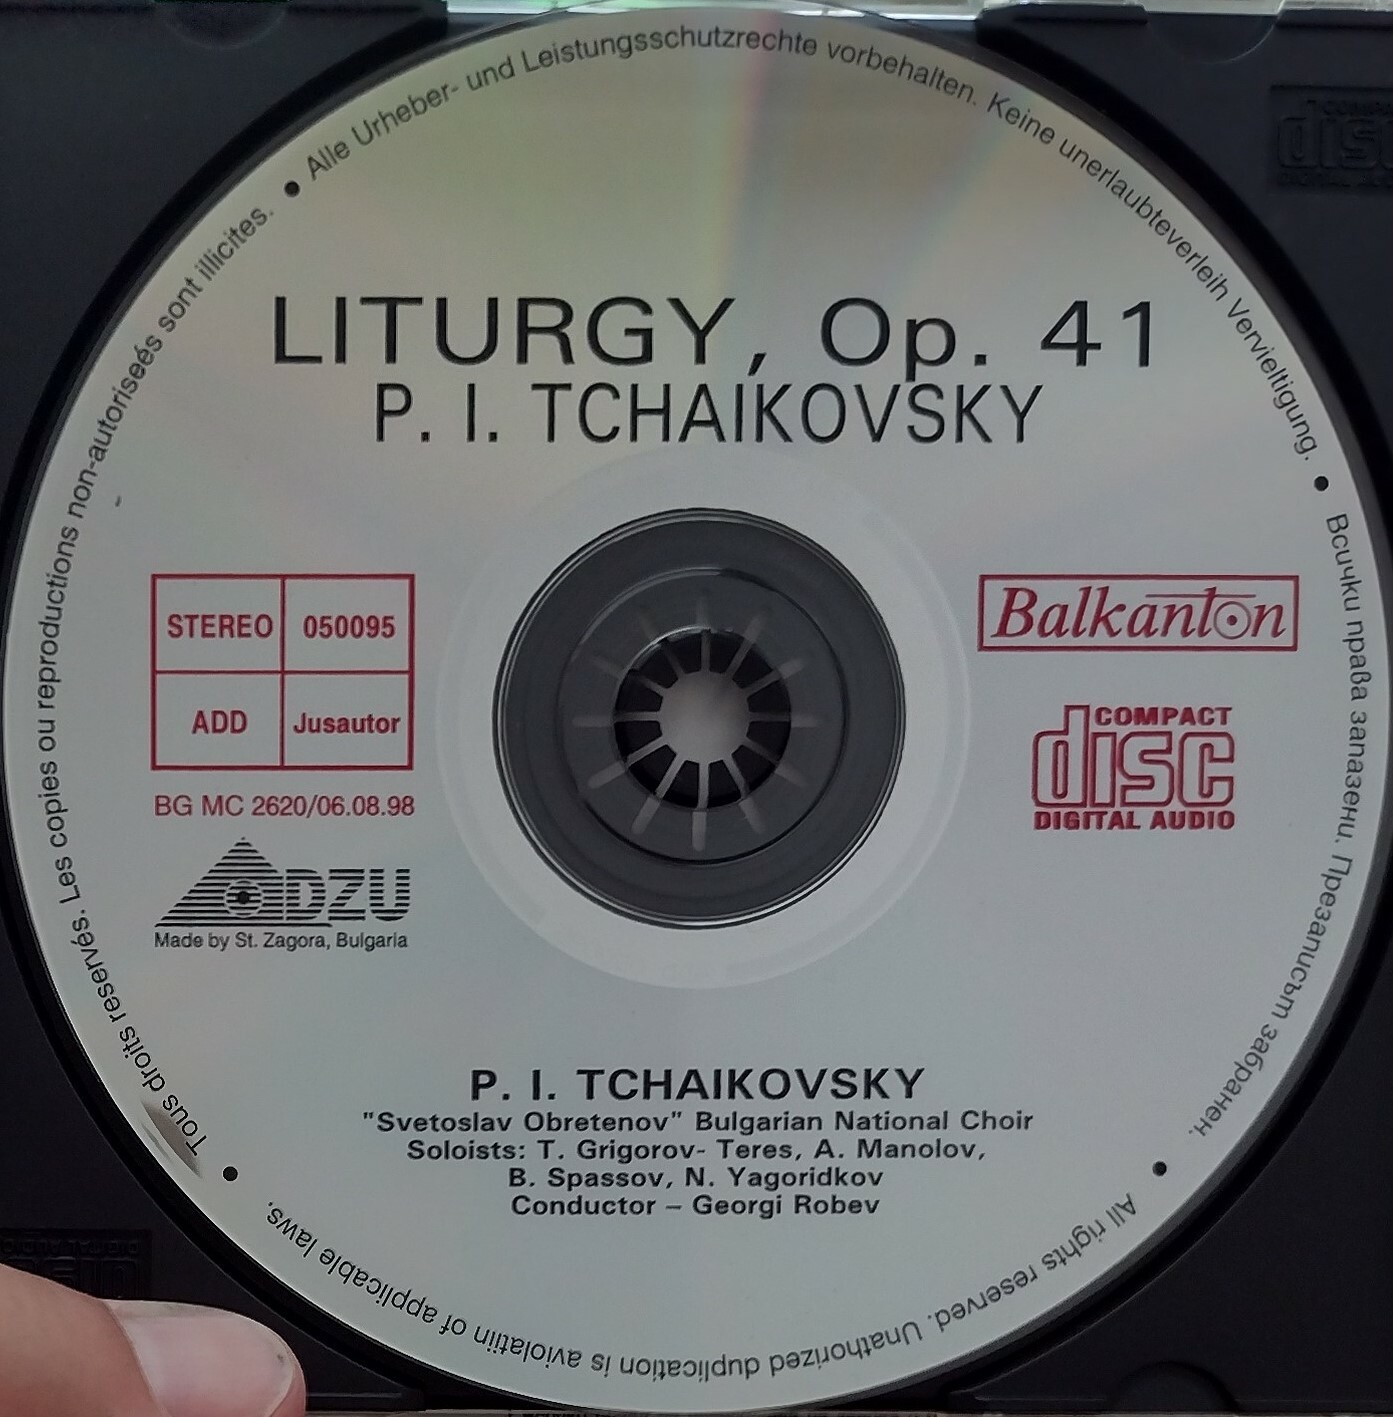 Alle Urheber- und Leistungsschutzrechte vorbehalten. Keine unerlaubteverleih Vervieltigung.
Всички права запазени. Презаписът забранен.
All rights reserved. Unathorized duplication is aviolatiin of applicable laws.
Tous droits reservés. Les copies ou reproductions non-autoriseés sont illicites.
LITURGY, Op. 41
P. I. TCHAIKOVSKY
STEREO 050095
ADD Jusautor
BG MC 2620/06.08.98
DZU
Made by St. Zagora, Bulgaria
Balkanton
COMPACT
disc
DIGITAL AUDIO
P. I. TCHAIKOVSKY
"Svetoslav Obretenov" Bulgarian National Choir
Soloists: T. Grigorov- Teres, A. Manolov,
B. Spassov, N. Yagoridkov
Conductor – Georgi Robev